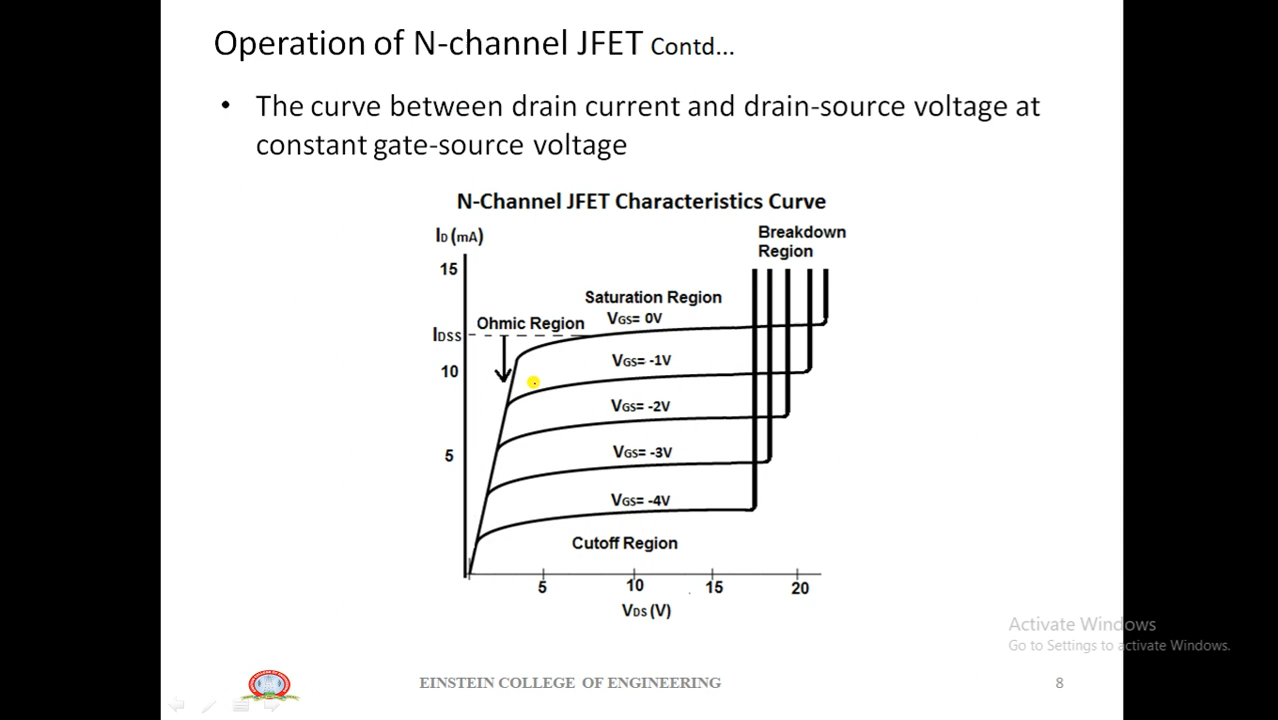 Operation of N-channel JFET Contd...
• The curve between drain current and drain-source voltage at
constant gate-source voltage
N-Channel JFET Characteristics Curve
ID (mA)
Breakdown
Region
15
Saturation Region
VGS= 0V
Ohmic Region
IDSS
VGS= -1V
10
VGS= -2V
VGS= -3V
5
VGS= -4V
Cutoff Region
5 10 15 20
VDS (V)
Activate Windows
Go to Settings to activate Windows.
EINSTEIN COLLEGE OF ENGINEERING
8